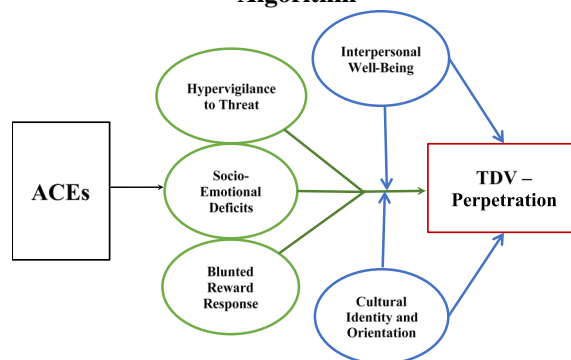 Algorithm
Interpersonal
Well-Being
Hypervigilance
to Threat
ACEs
Socio-
Emotional
Deficits
TDV –
Perpetration
Blunted
Reward
Response
Cultural
Identity and
Orientation